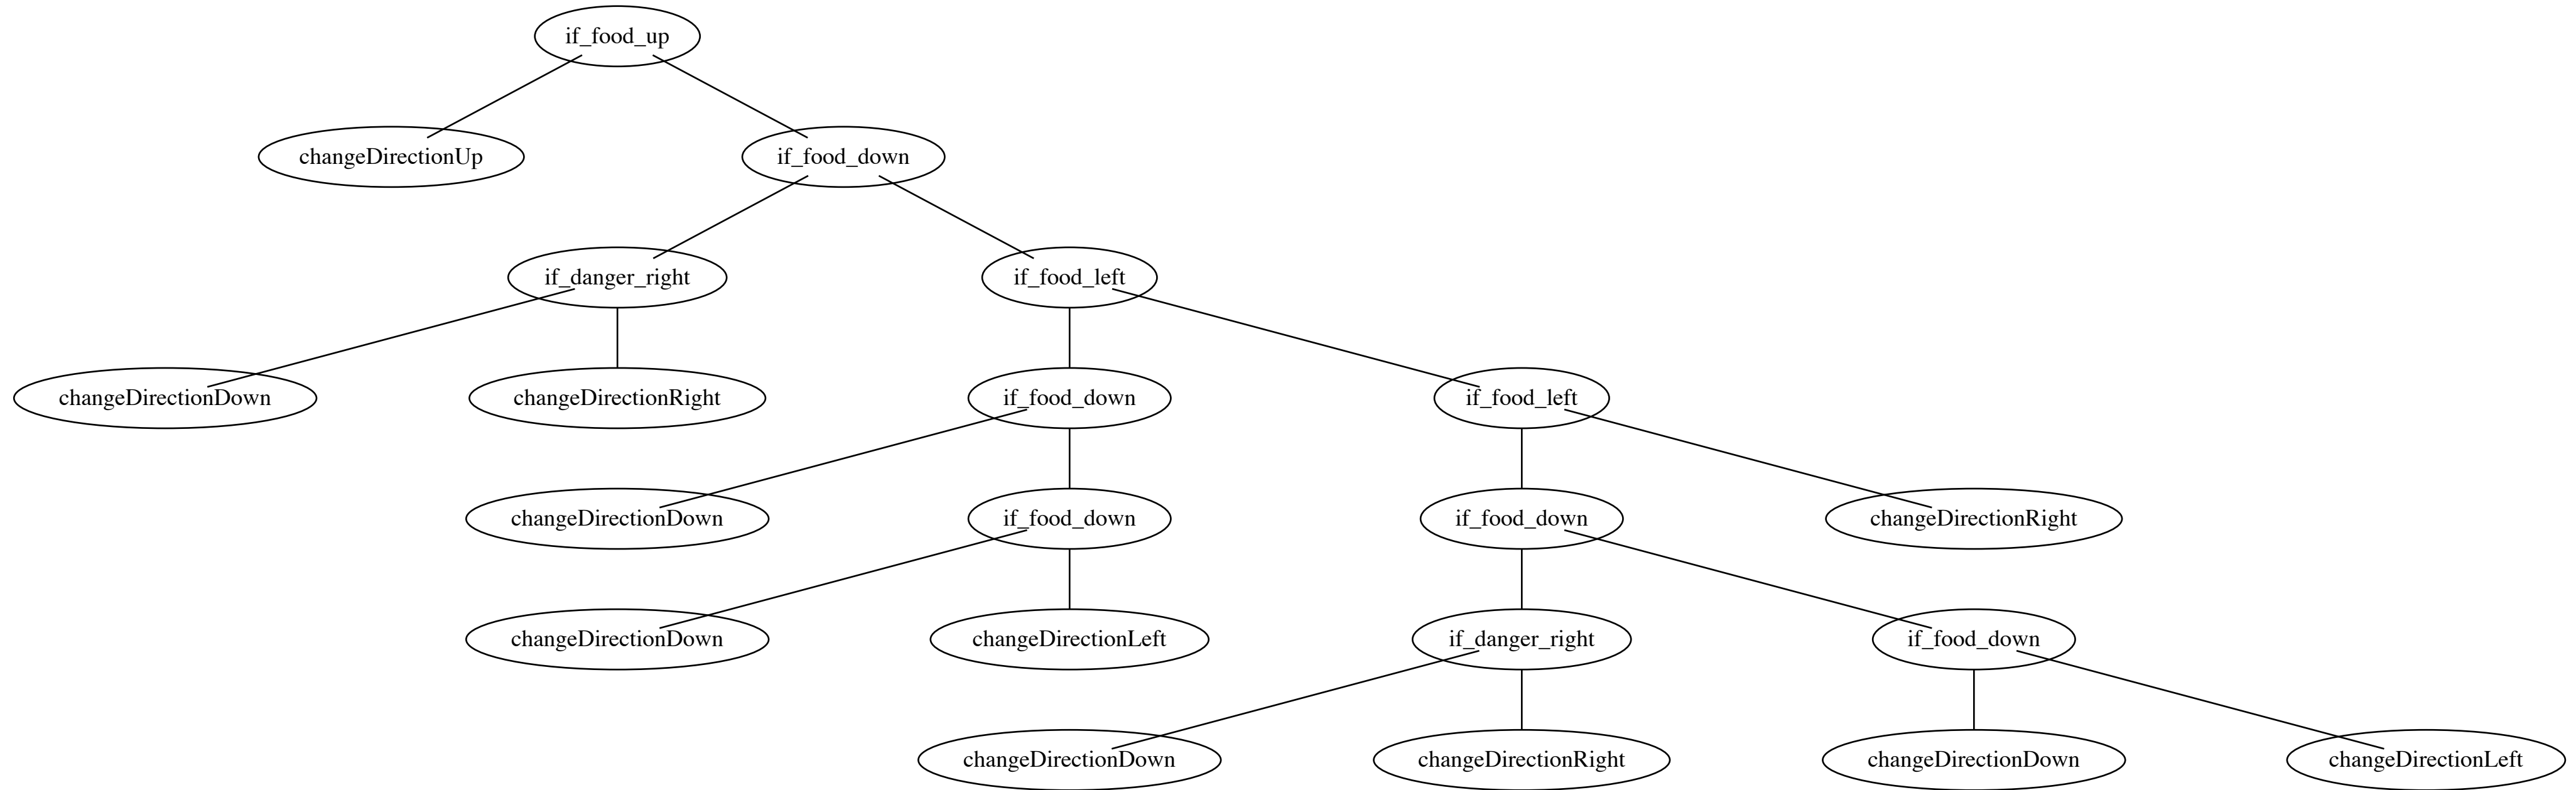 if_food_up
changeDirectionUp
if_food_down
if_danger_right
if_food_left
changeDirectionDown
changeDirectionRight
if_food_down
if_food_left
changeDirectionDown
if_food_down
if_food_down
changeDirectionRight
changeDirectionDown
changeDirectionLeft
if_danger_right
if_food_down
changeDirectionDown
changeDirectionRight
changeDirectionDown
changeDirectionLeft